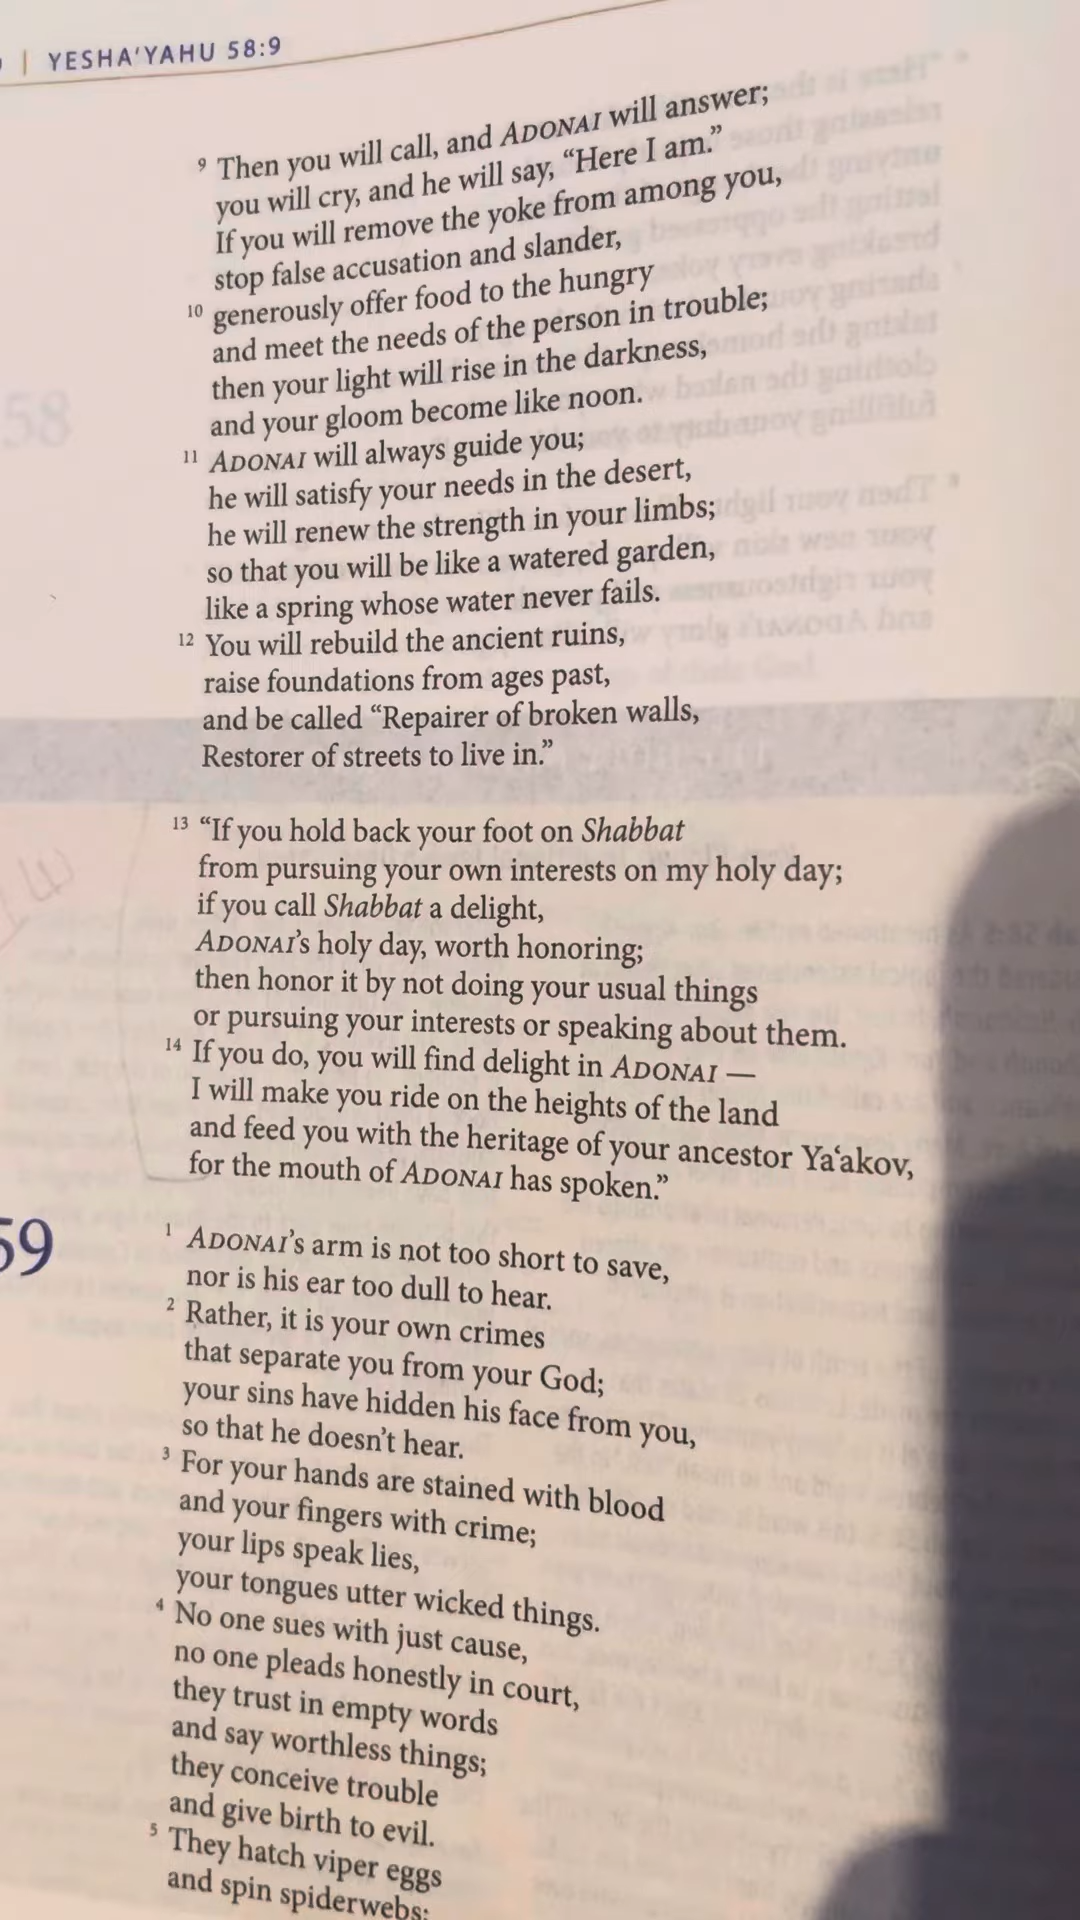 | YESHA'YAHU 58:9
9 Then you will call, and ADONAI will answer;
you will cry, and he will say, “Here I am.”
If you will remove the yoke from among you,
stop false accusation and slander,
10 generously offer food to the hungry
and meet the needs of the person in trouble;
then your light will rise in the darkness,
and your gloom become like noon.
11 ADONAI will always guide you;
he will satisfy your needs in the desert,
he will renew the strength in your limbs;
so that you will be like a watered garden,
like a spring whose water never fails.
12 You will rebuild the ancient ruins,
raise foundations from ages past,
and be called “Repairer of broken walls,
Restorer of streets to live in.”
13 “If you hold back your foot on Shabbat
from pursuing your own interests on my holy day;
if you call Shabbat a delight,
ADONAI’s holy day, worth honoring;
then honor it by not doing your usual things
or pursuing your interests or speaking about them.
14 If you do, you will find delight in ADONAI —
I will make you ride on the heights of the land
and feed you with the heritage of your ancestor Ya‘akov,
for the mouth of ADONAI has spoken.”
59
1 ADONAI’s arm is not too short to save,
nor is his ear too dull to hear.
2 Rather, it is your own crimes
that separate you from your God;
your sins have hidden his face from you,
so that he doesn’t hear.
3 For your hands are stained with blood
and your fingers with crime;
your lips speak lies,
your tongues utter wicked things.
4 No one sues with just cause,
no one pleads honestly in court,
they trust in empty words
and say worthless things;
they conceive trouble
and give birth to evil.
5 They hatch viper eggs
and spin spiderwebs;